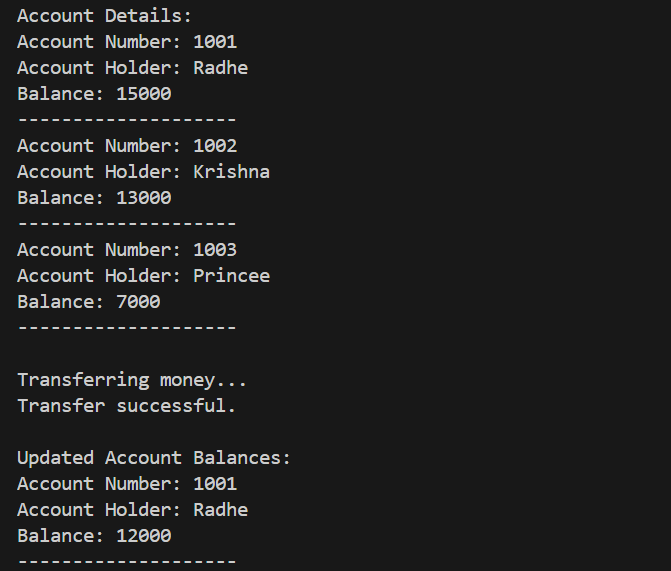 Account Details:
Account Number: 1001
Account Holder: Radhe
Balance: 15000
--------------------
Account Number: 1002
Account Holder: Krishna
Balance: 13000
--------------------
Account Number: 1003
Account Holder: Princee
Balance: 7000
--------------------

Transferring money...
Transfer successful.

Updated Account Balances:
Account Number: 1001
Account Holder: Radhe
Balance: 12000
--------------------